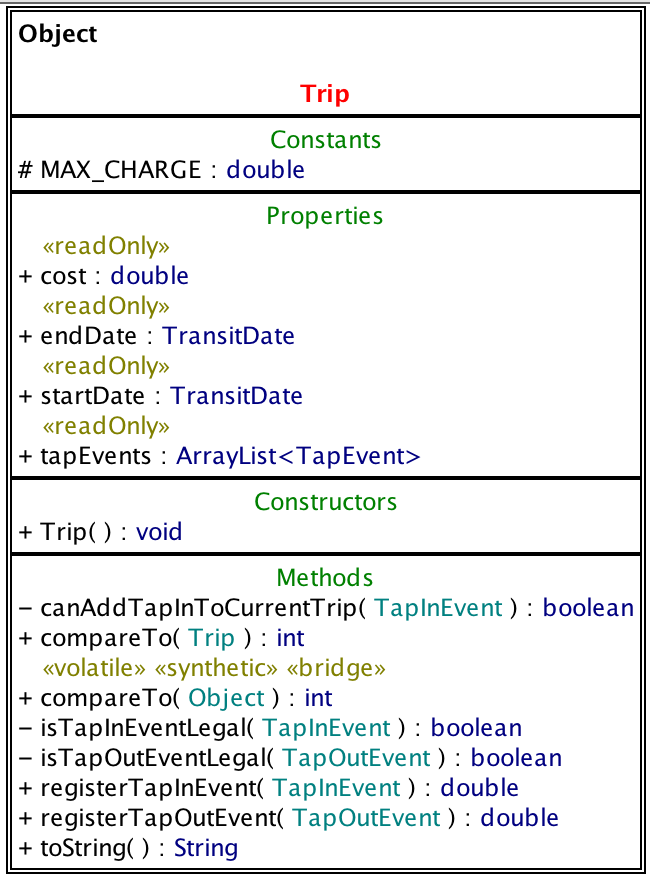 Object
Trip
Constants
# MAX_CHARGE : double
Properties
«readOnly»
+ cost : double
«readOnly»
+ endDate : TransitDate
«readOnly»
+ startDate : TransitDate
«readOnly»
+ tapEvents : ArrayList<TapEvent>
Constructors
+ Trip( ) : void
Methods
− canAddTapInToCurrentTrip( TapInEvent ) : boolean
+ compareTo( Trip ) : int
«volatile» «synthetic» «bridge»
+ compareTo( Object ) : int
− isTapInEventLegal( TapInEvent ) : boolean
− isTapOutEventLegal( TapOutEvent ) : boolean
+ registerTapInEvent( TapInEvent ) : double
+ registerTapOutEvent( TapOutEvent ) : double
+ toString( ) : String